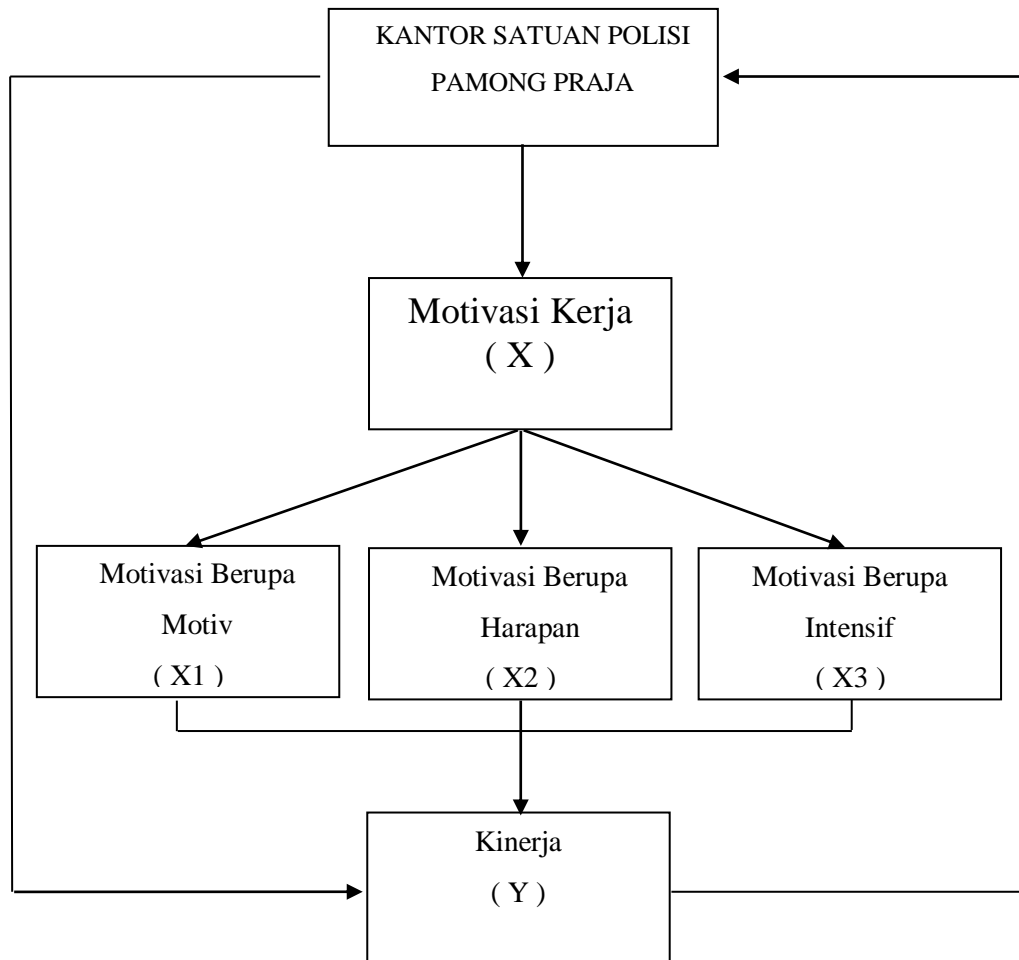 KANTOR SATUAN POLISI
PAMONG PRAJA
Motivasi Kerja
( X )
Motivasi Berupa
Motiv
( X1 )
Motivasi Berupa
Harapan
( X2 )
Motivasi Berupa
Intensif
( X3 )
Kinerja
( Y )